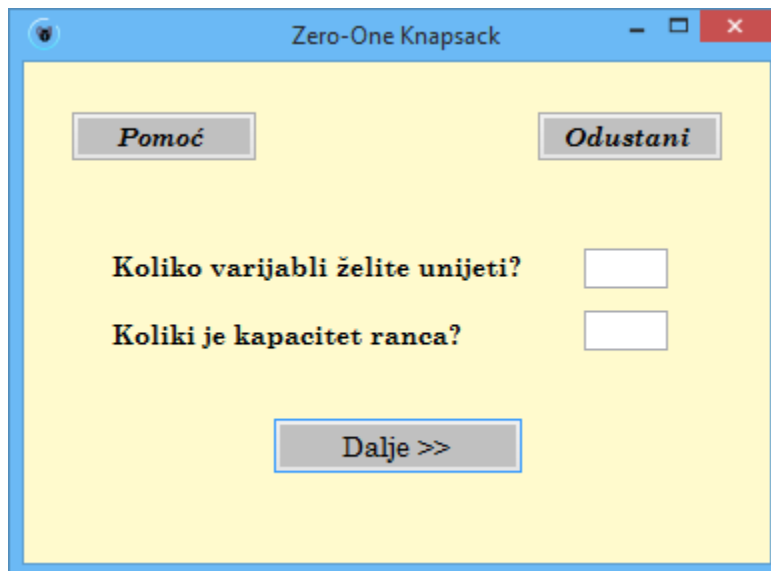 Zero-One Knapsack
Pomoć
Odustani
Koliko varijabli želite unijeti?
Koliki je kapacitet ranca?
Dalje >>